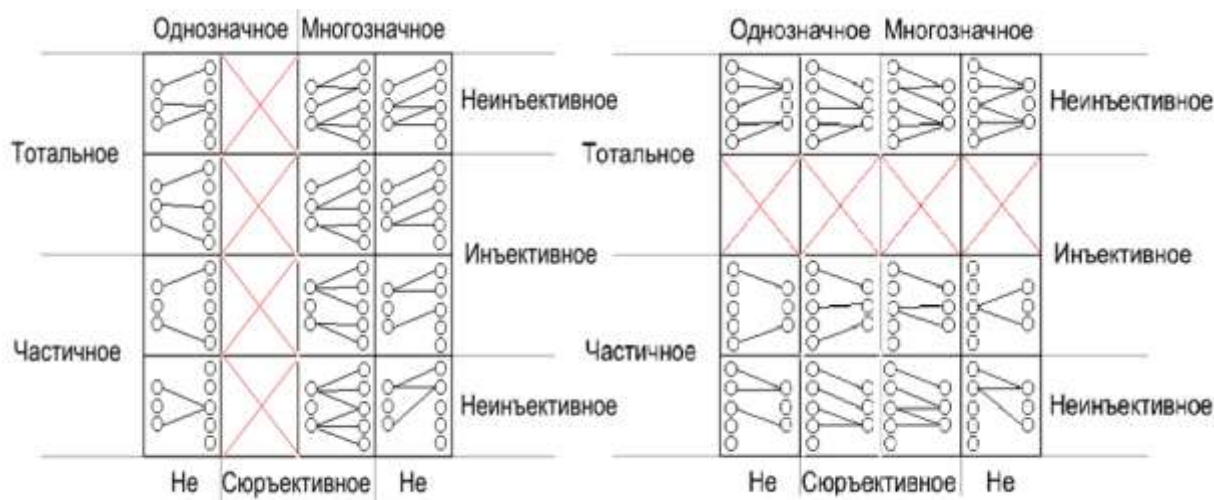 Однозначное Многозначное
Неинъективное
Тотальное
Инъективное
Частичное
Неинъективное
Не Сюръективное Не
Однозначное Многозначное
Неинъективное
Тотальное
Инъективное
Частичное
Неинъективное
Не Сюръективное Не